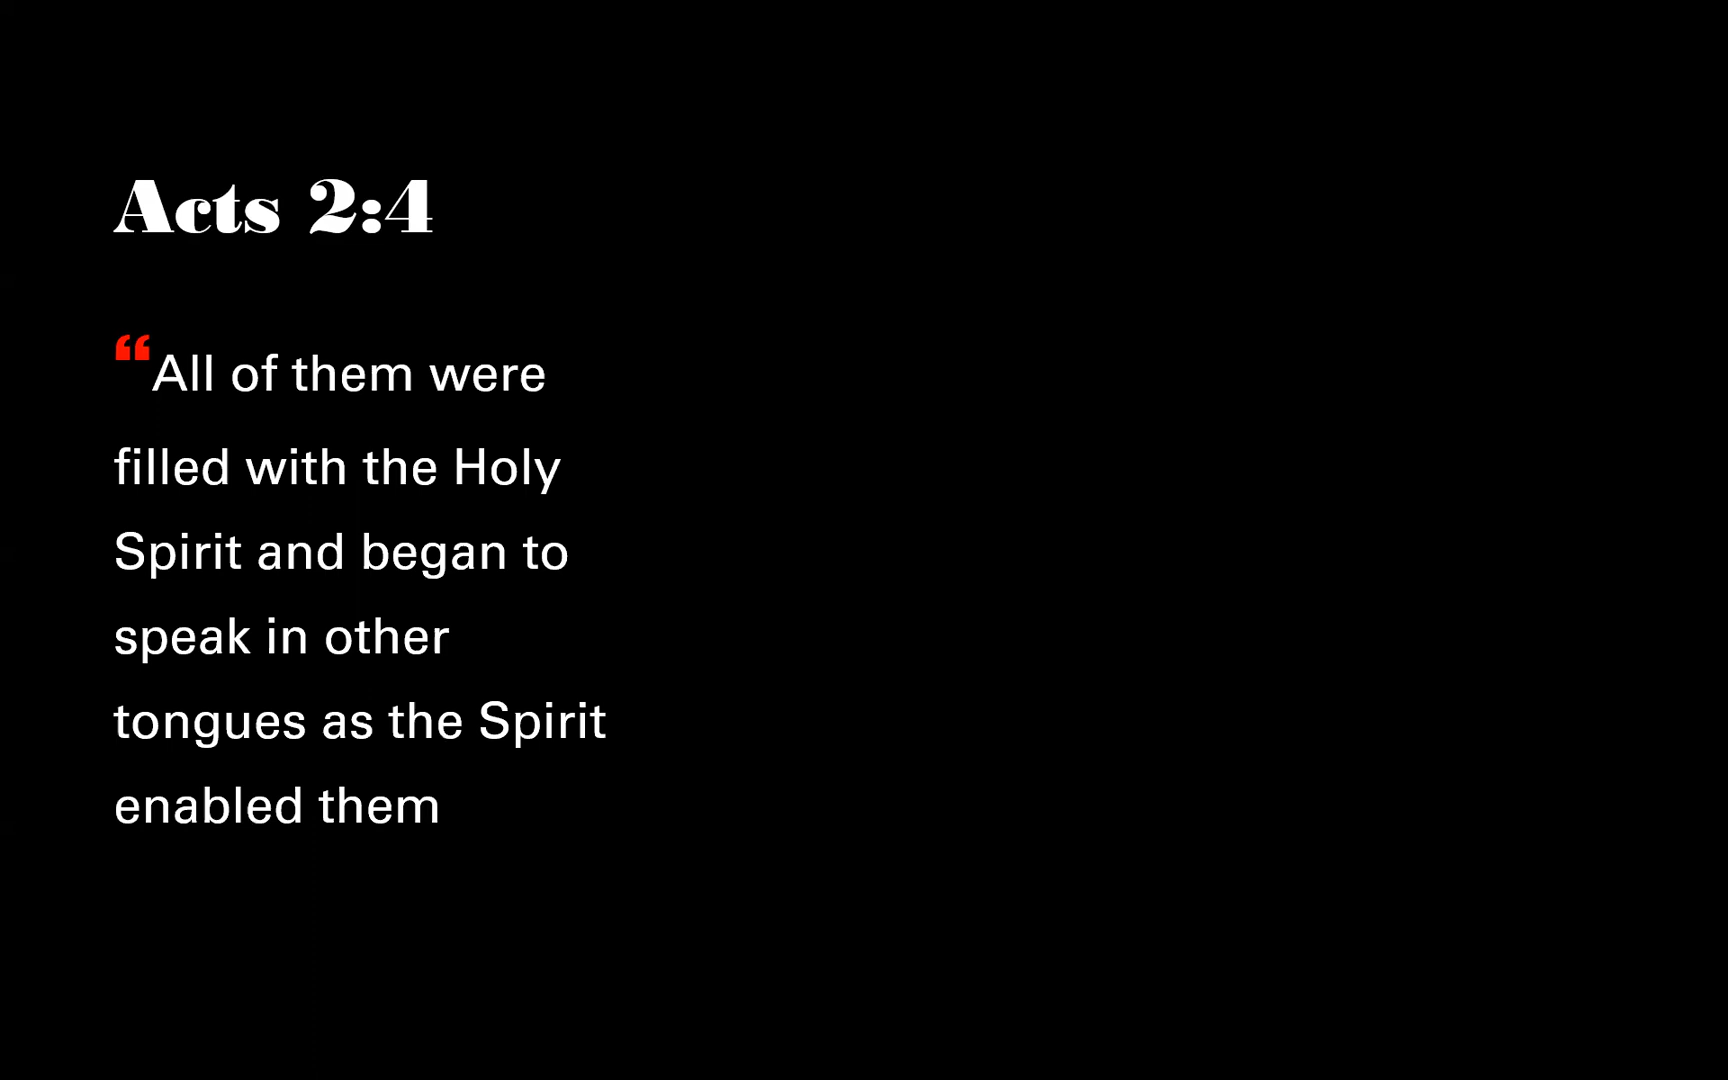 Acts 2:4
“All of them were
filled with the Holy
Spirit and began to
speak in other
tongues as the Spirit
enabled them